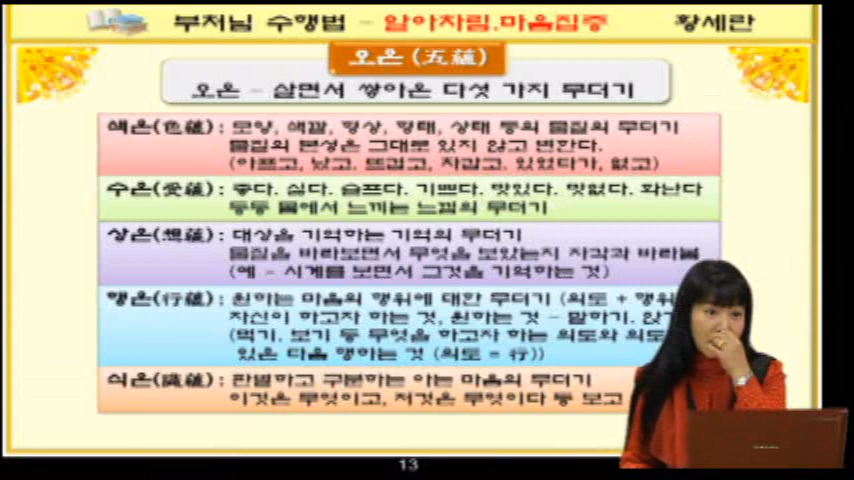 부처님 수행법 - 알아차림.마음집중 황세란
오온(五蘊)
오온 - 살면서 쌓아온 다섯 가지 무더기
색온(色蘊) : 모양, 색깔, 형상, 형태, 상태 등의 물질의 무더기
물질의 본성은 그대로 있지 않고 변한다.
(아프고, 낫고. 뜨겁고, 차갑고. 있었다가, 없고)
수온(受蘊) : 좋다. 싫다. 슬프다. 기쁘다. 맛있다. 맛없다. 화난다
등등 몸에서 느끼는 느낌의 무더기
상온(想蘊) : 대상을 기억하는 기억의 무더기
물질을 바라보면서 무엇을 보았는지 자각과 바라봄
(예 - 시계를 보면서 그것을 기억하는 것)
행온(行蘊) : 원하는 마음의 행위에 대한 무더기 (의도 + 행위
자신이 하고자 하는 것, 원하는 것 - 말하기. 앉기
(먹기. 보기 등 무엇을 하고자 하는 의도와 의도
있은 다음 행하는 것 (의도 = 行))
식온(識蘊) : 판별하고 구분하는 아는 마음의 무더기
이것은 무엇이고, 저것은 무엇이다 등 보고
13